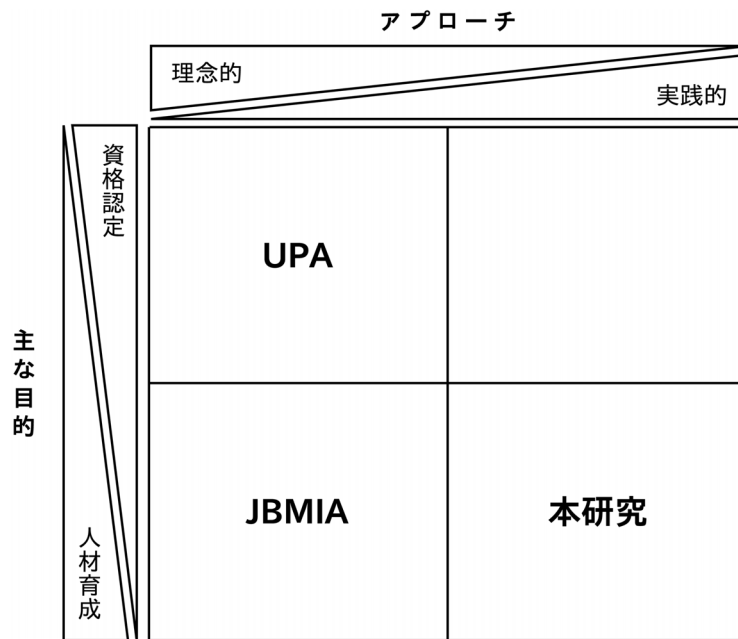 アプローチ
理念的
実践的
資格認定
UPA
主な目的
JBMIA
本研究
人材育成